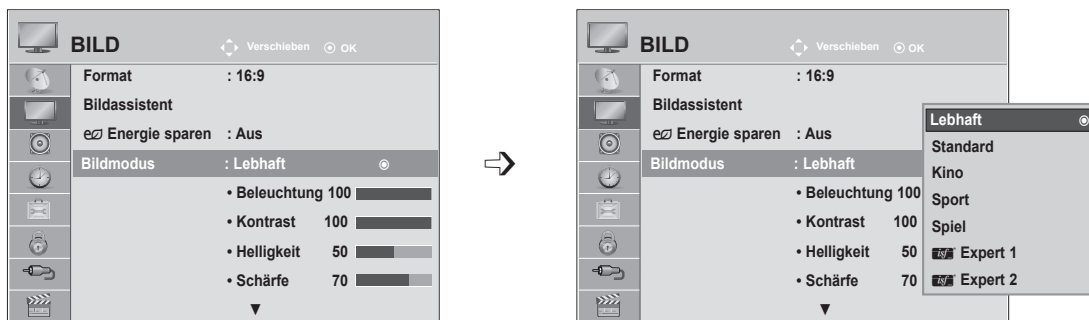 BILD Verschieben OK
Format : 16:9
Bildassistent
Energie sparen : Aus
Bildmodus : Lebhaft
• Beleuchtung 100
• Kontrast 100
• Helligkeit 50
• Schärfe 70
BILD Verschieben OK
Format : 16:9
Bildassistent
Energie sparen : Aus
Bildmodus : Lebhaft
• Beleuchtung 100
• Kontrast 100
• Helligkeit 50
• Schärfe 70
Lebhaft
Standard
Kino
Sport
Spiel
isf Expert 1
isf Expert 2